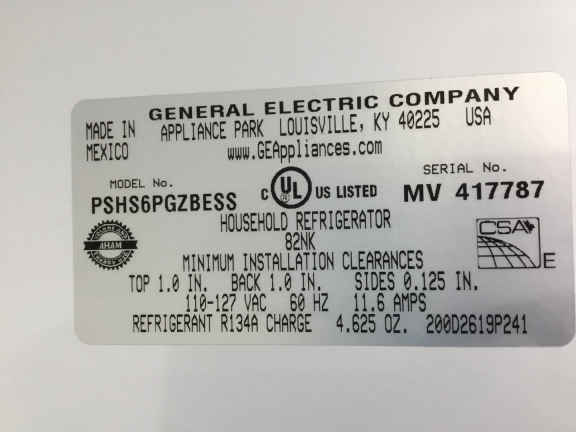 GENERAL ELECTRIC COMPANY
MADE IN MEXICO
APPLIANCE PARK LOUISVILLE, KY 40225 USA
www.GEAppliances.com
MODEL No.
PSHS6PGZBESS
C UL US LISTED
SERIAL No.
MV 417787
HOUSEHOLD REFRIGERATOR
82NK
AHAM
CSA
E
MINIMUM INSTALLATION CLEARANCES
TOP 1.0 IN. BACK 1.0 IN. SIDES 0.125 IN.
110-127 VAC 60 HZ 11.6 AMPS
REFRIGERANT R134A CHARGE 4.625 OZ. 200D2619P241